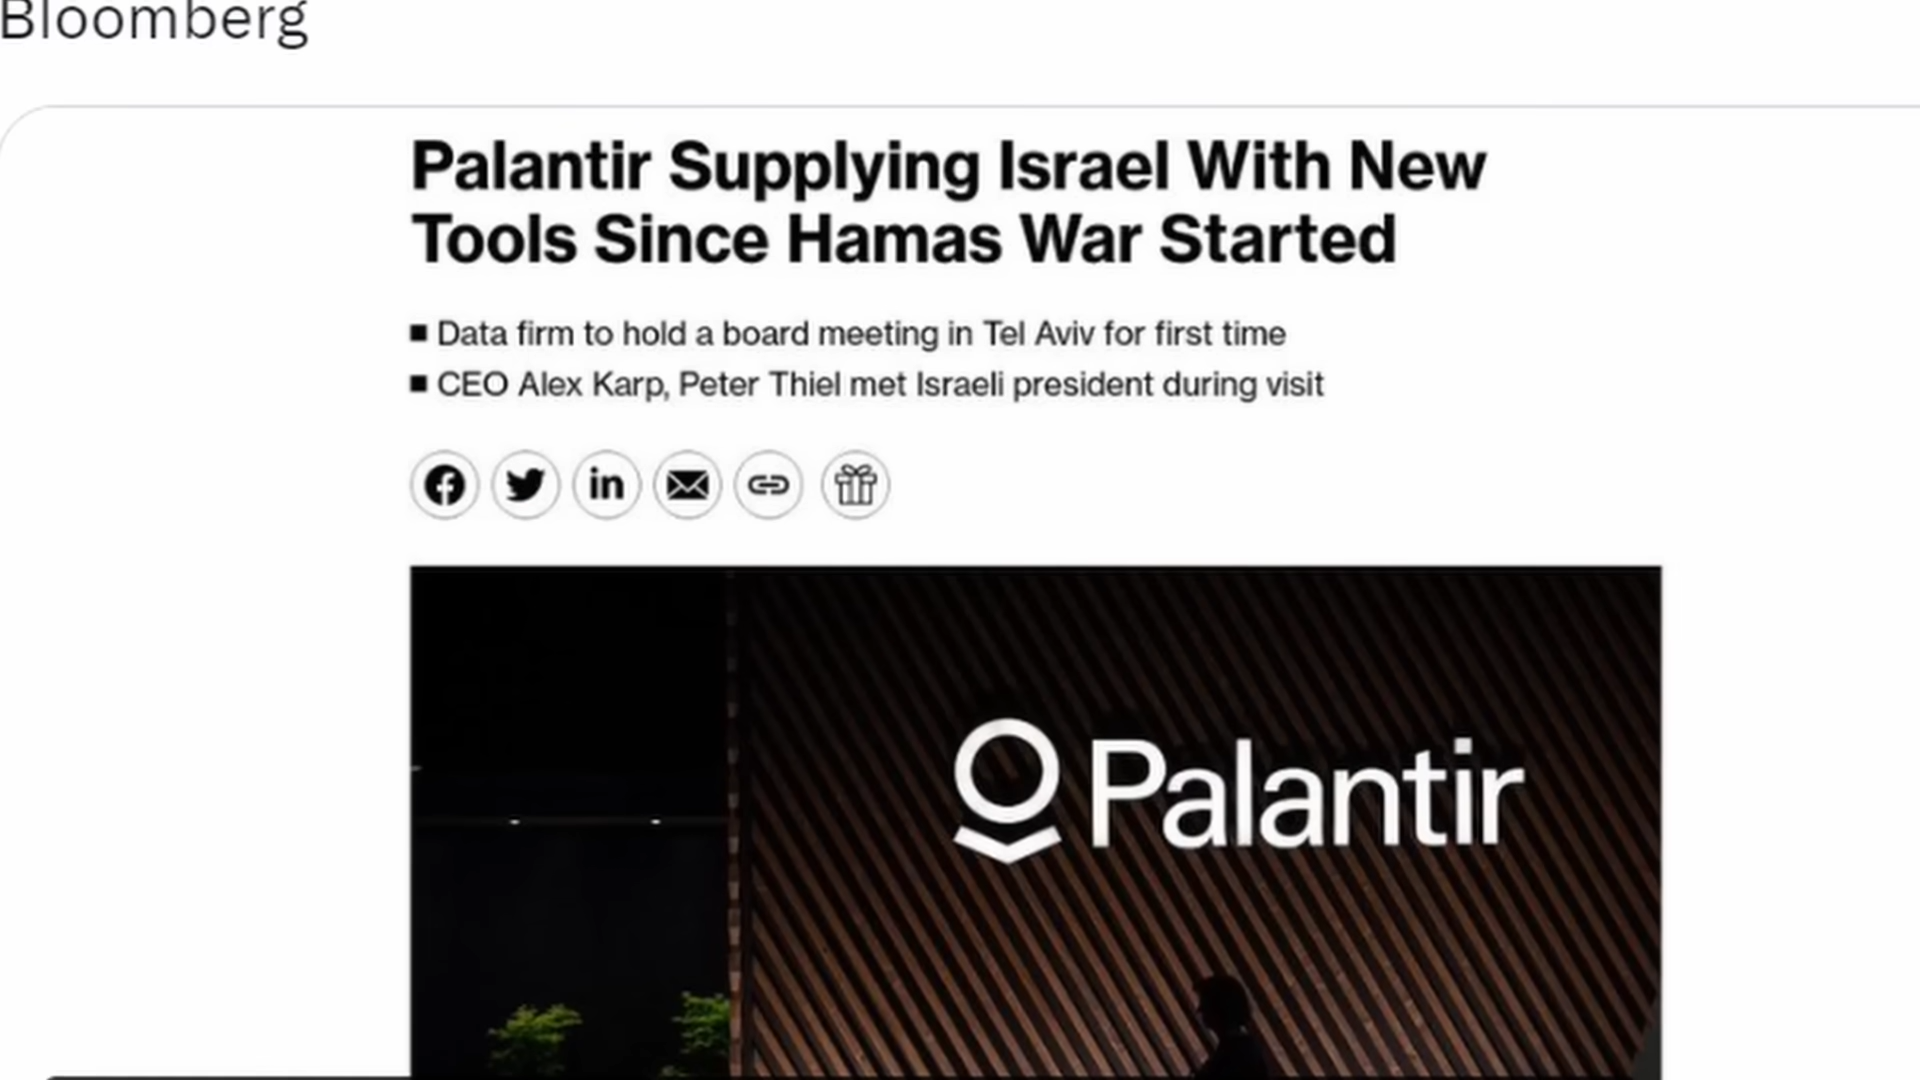 Bloomberg
Palantir Supplying Israel With New
Tools Since Hamas War Started
Data firm to hold a board meeting in Tel Aviv for first time
CEO Alex Karp, Peter Thiel met Israeli president during visit
Palantir